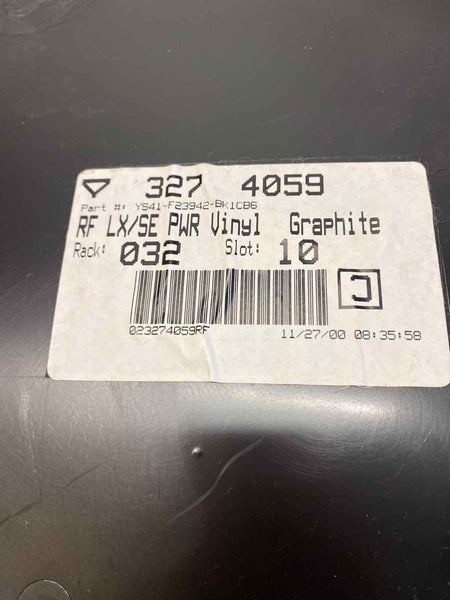 327 4059
Part #: YS41-F23942-BK1CB6
RF LX/SE PWR Vinyl Graphite
Rack: 032 Slot: 10
C
023274059RF
11/27/00 08:35:58